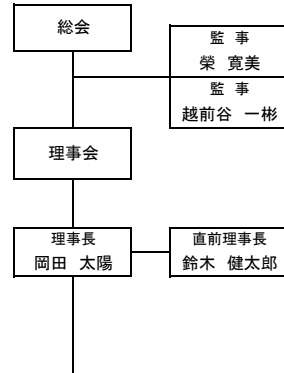 総会
監 事
榮 寛美
監 事
越前谷 一彬
理事会
理事長
岡田 太陽
直前理事長
鈴木 健太郎